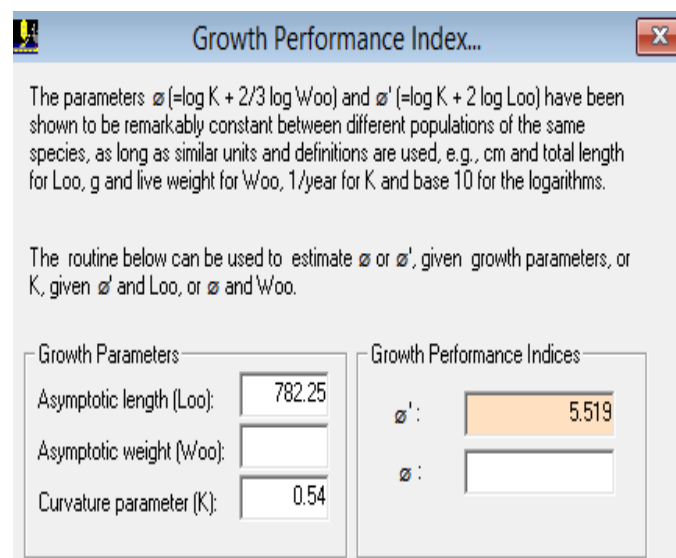 Growth Performance Index...
The parameters ø (=log K + 2/3 log Woo) and ø' (=log K + 2 log Loo) have been
shown to be remarkably constant between different populations of the same
species, as long as similar units and definitions are used, e.g., cm and total length
for Loo, g and live weight for Woo, 1/year for K and base 10 for the logarithms.
The routine below can be used to estimate ø or ø', given growth parameters, or
K, given ø' and Loo, or ø and Woo.
Growth Parameters
Asymptotic length (Loo): 782.25
Asymptotic weight (Woo):
Curvature parameter (K): 0.54
Growth Performance Indices
ø' : 5.519
ø :